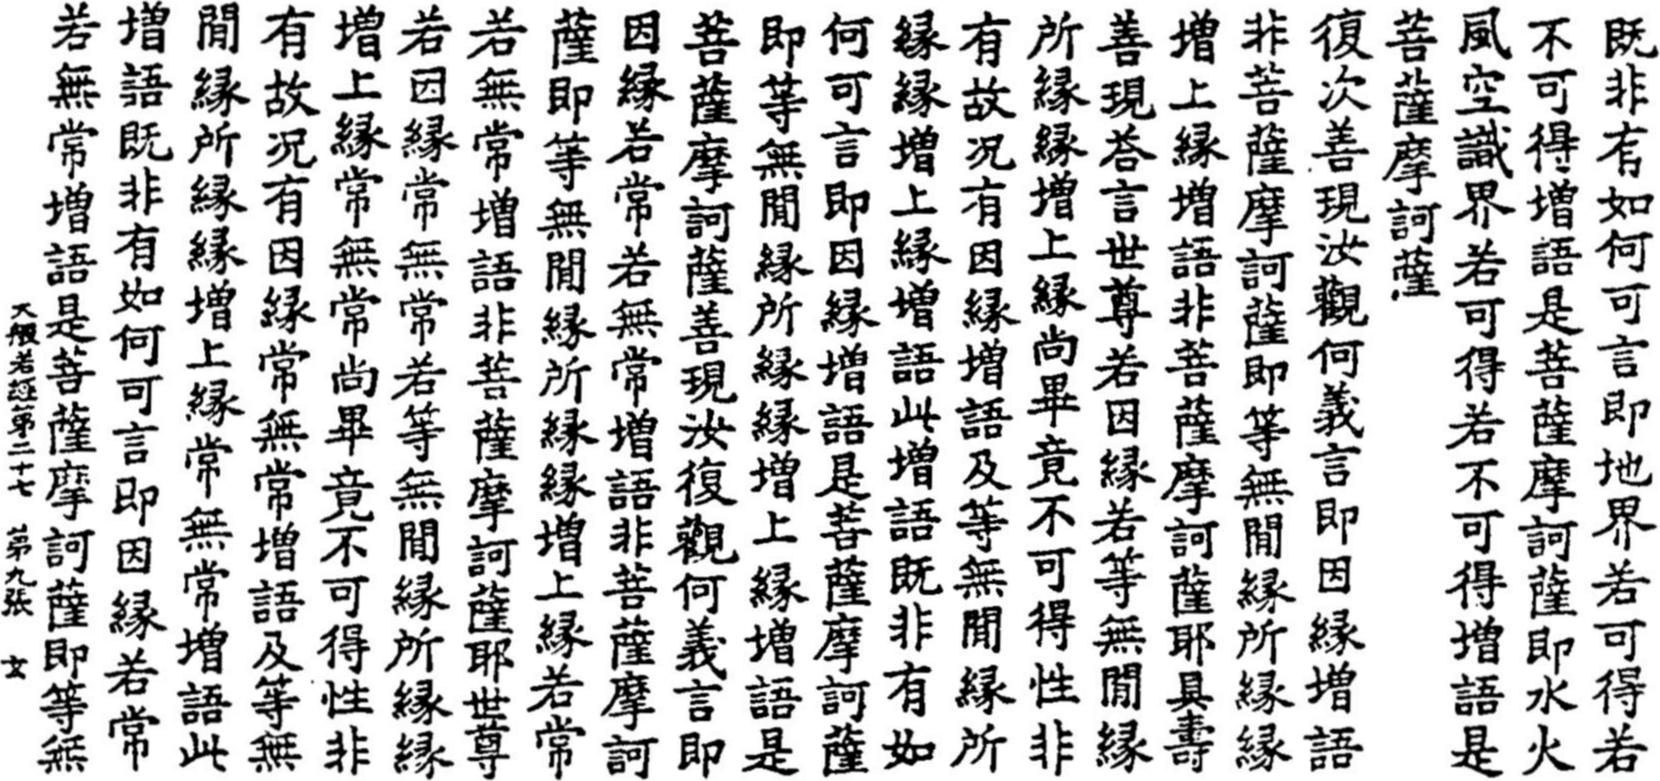 既非有如何可言即地界若可得若
不可得增語是菩薩摩訶薩即水火
風空識界若可得若不可得增語是
菩薩摩訶薩
復次善現汝觀何義言即因緣增語
非菩薩摩訶薩即等無間緣所緣緣
增上緣增語非菩薩摩訶薩耶具壽
善現荅言世尊若因緣若等無間緣
所緣緣增上緣尚畢竟不可得性非
有故况有因緣增語及等無間緣所
緣緣增上緣增語此增語既非有如
何可言即因緣增語是菩薩摩訶薩
即等無間緣所緣緣增上緣增語是
菩薩摩訶薩善現汝復觀何義言即
因緣若常若無常增語非菩薩摩訶
薩即等無間緣所緣緣增上緣若常
若無常增語非菩薩摩訶薩耶世尊
若因緣常無常若等無間緣所緣緣
增上緣常無常尚畢竟不可得性非
有故况有因緣常無常增語及等無
間緣所緣緣增上緣常無常增語此
增語既非有如何可言即因緣若常
若無常增語是菩薩摩訶薩即等無
大般若經第二十七 第九張 女